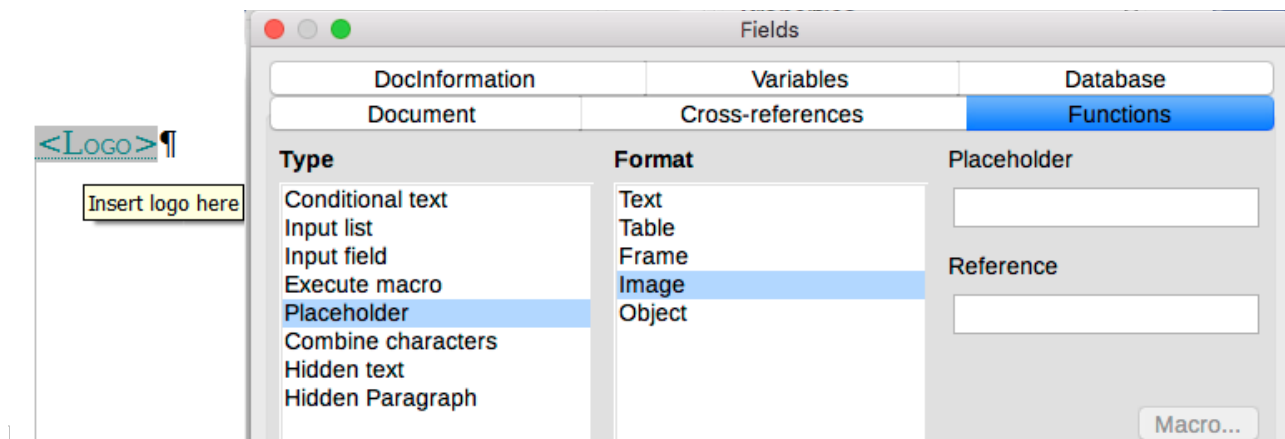 Fields
DocInformation Variables Database
Document Cross-references Functions
<Logo>¶
Insert logo here
Type
Conditional text
Input list
Input field
Execute macro
Placeholder
Combine characters
Hidden text
Hidden Paragraph
Format
Text
Table
Frame
Image
Object
Placeholder
Reference
Macro...